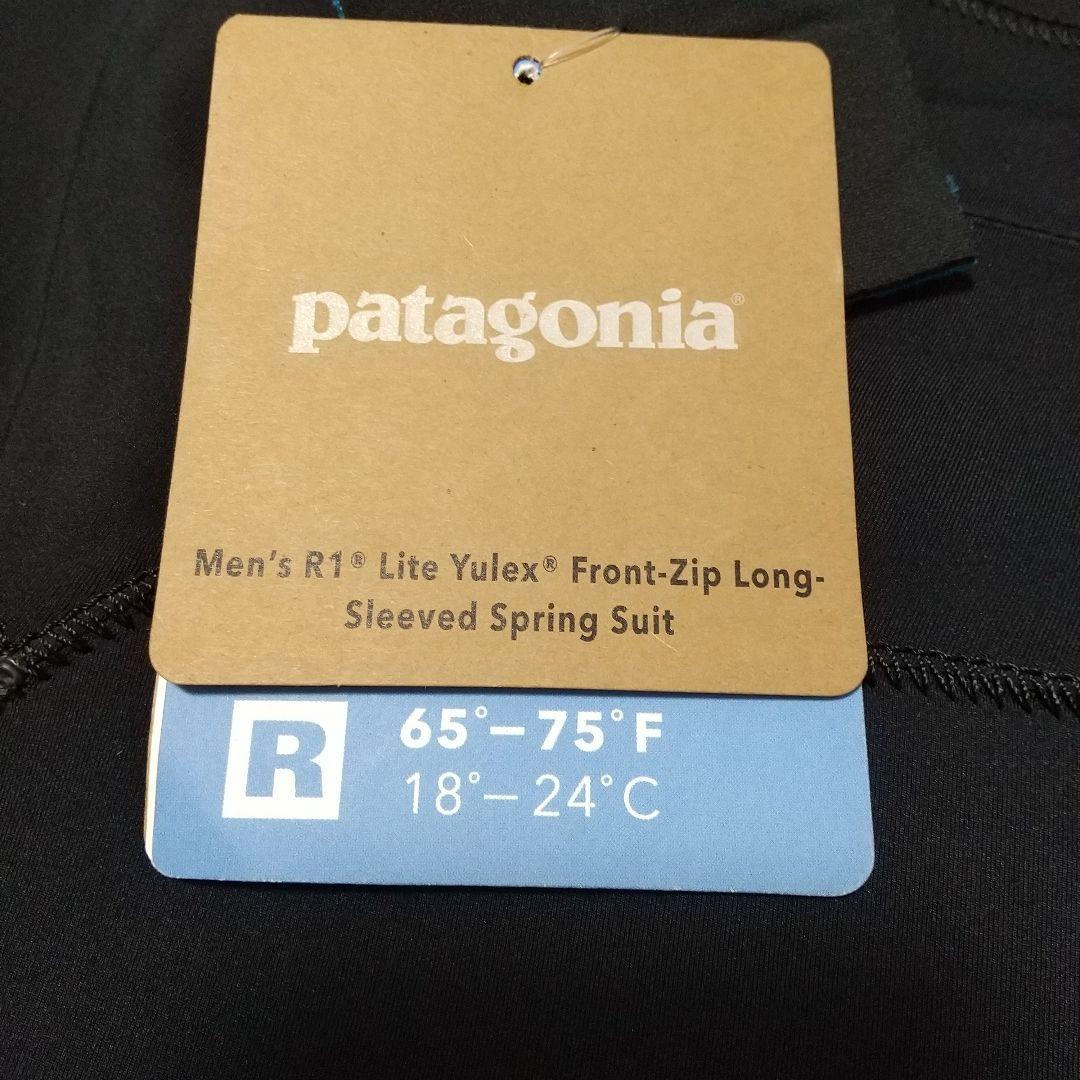 patagonia®
Men's R1® Lite Yulex® Front-Zip Long-
Sleeved Spring Suit
R
65°–75°F
18°–24°C